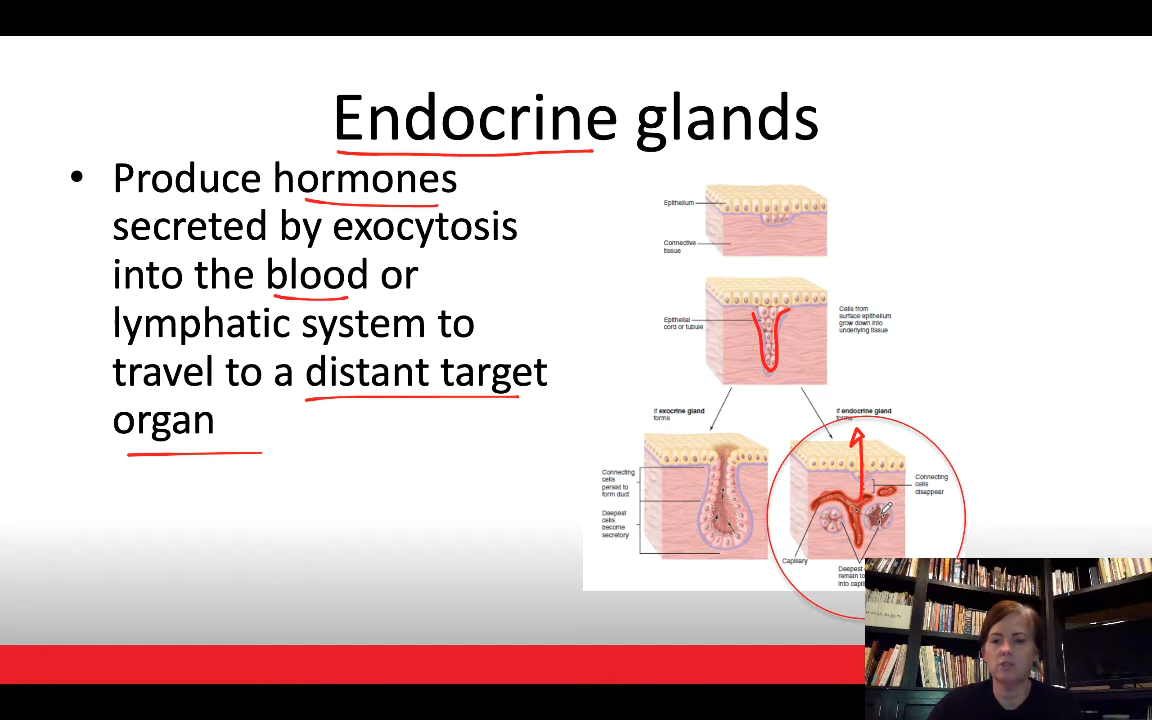 Endocrine glands
• Produce hormones
secreted by exocytosis
into the blood or
lymphatic system to
travel to a distant target
organ
Epithelium
Connective
tissue
Epithelial
cord or tubule
Cells from
surface epithelium
grow down into
underlying tissue
If exocrine gland
forms
If endocrine gland
forms
Connecting
cells
persist to
form duct
Deepest
cells
become
secretory
Connecting
cells
disappear
Capillary
Deepest
remain to
into